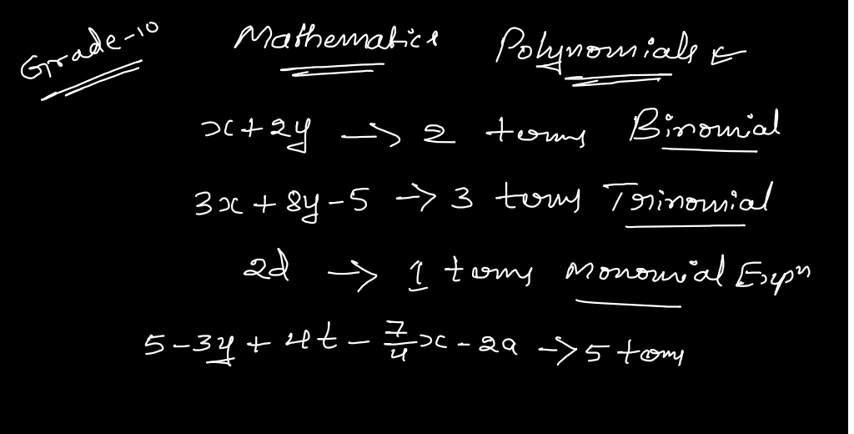 Grade-10 Mathematics Polynomials
x+2y → 2 terms Binomial
3x + 8y - 5 → 3 terms Trinomial
2d → 1 terms Monomial Expn
5 - 3y + 4t - 7/4 x - 2a → 5 terms